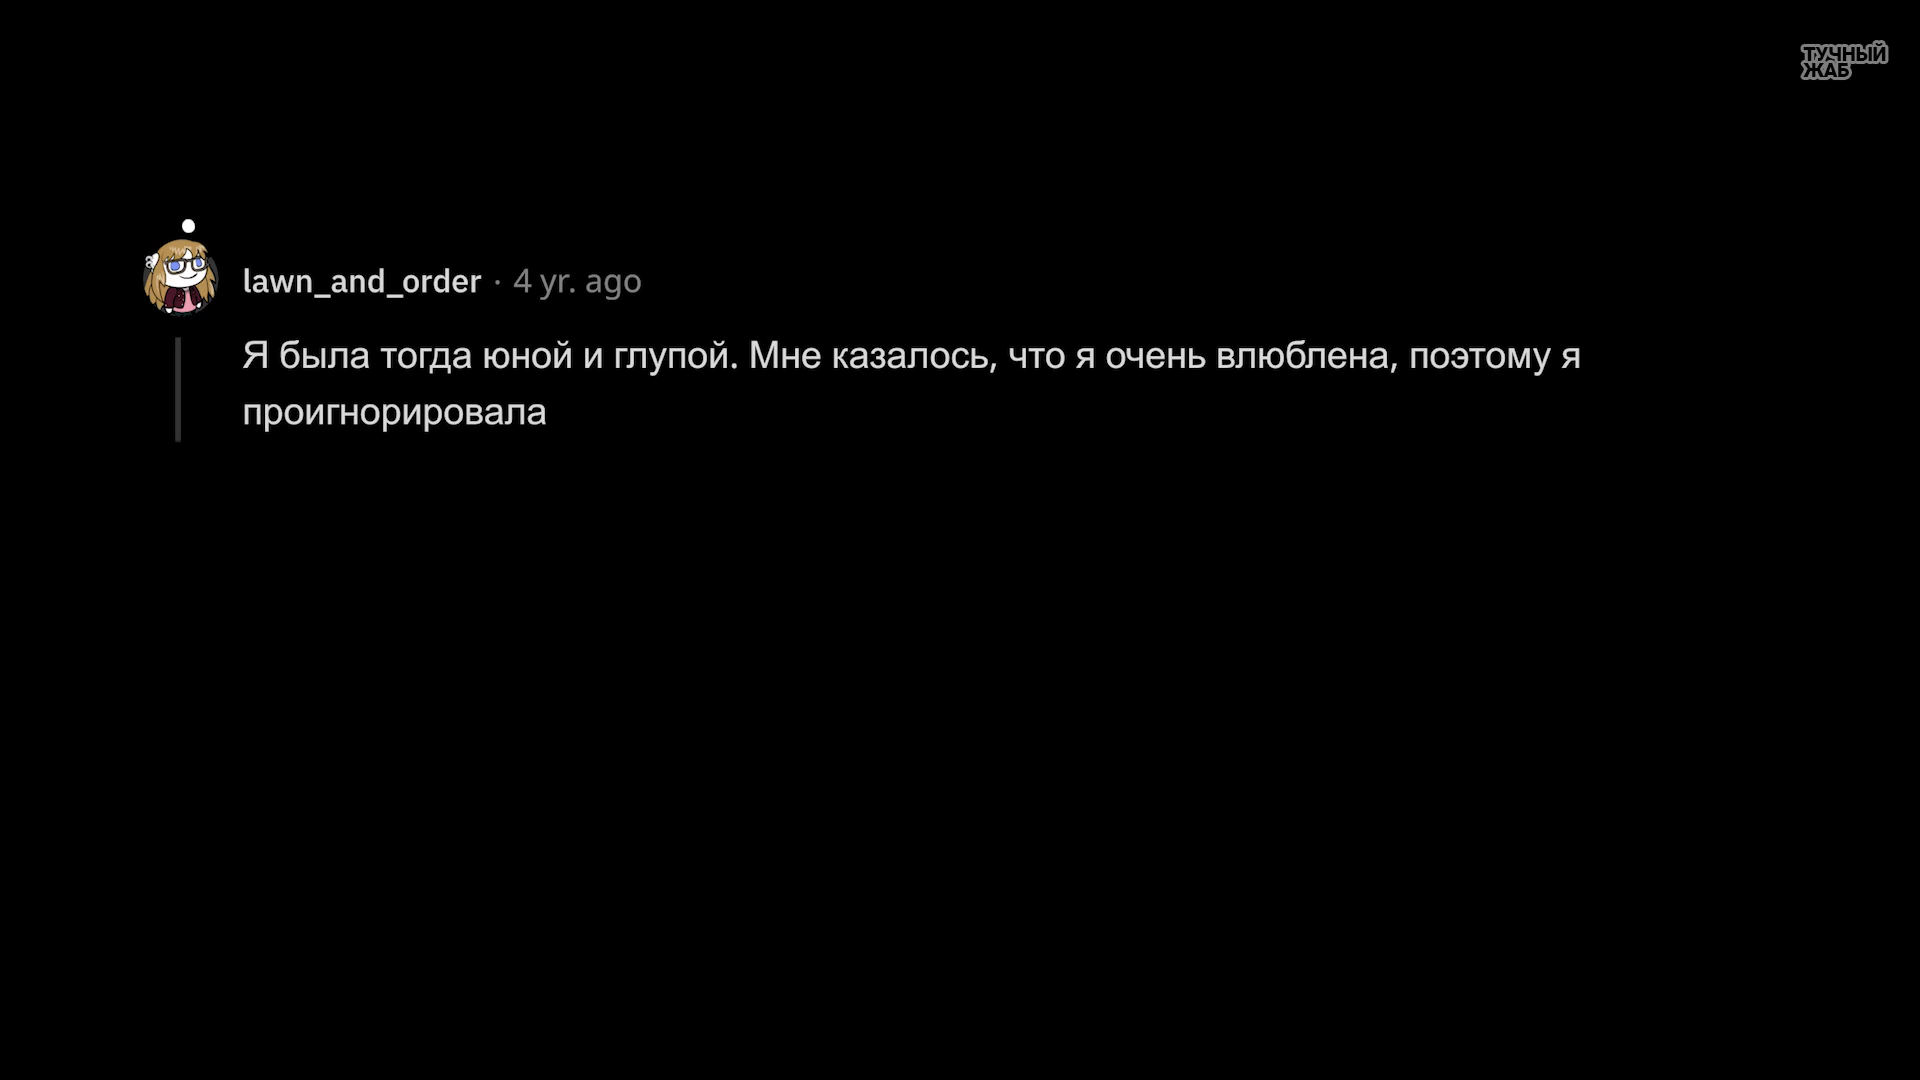 ТУЧНЫЙ
ЖАБ
lawn_and_order · 4 yr. ago
Я была тогда юной и глупой. Мне казалось, что я очень влюблена, поэтому я
проигнорировала